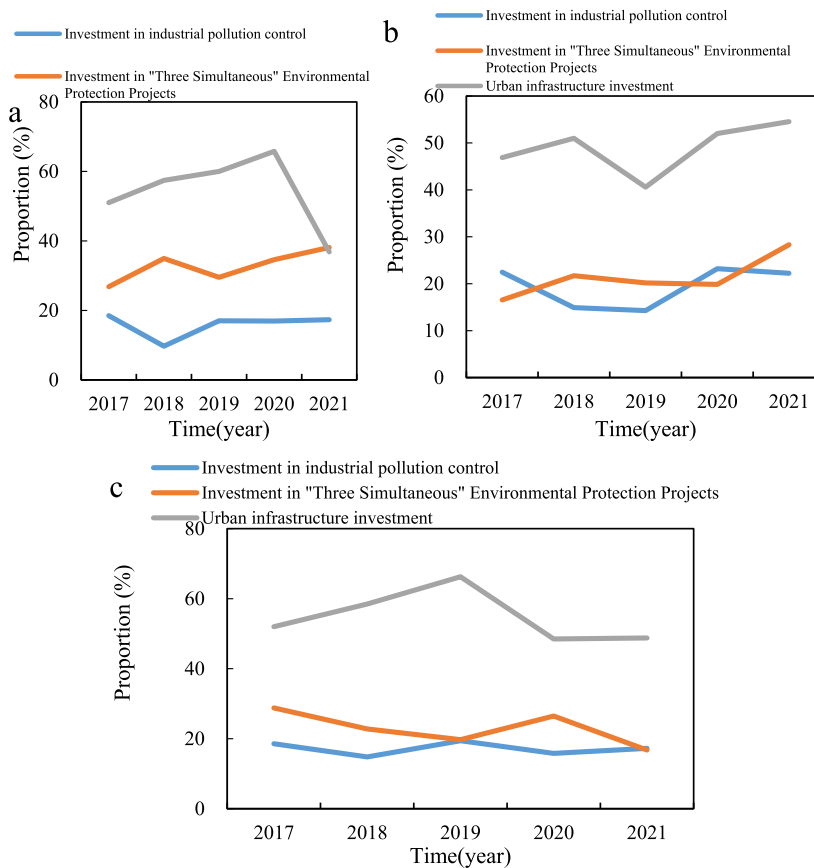 a
Investment in industrial pollution control
Investment in "Three Simultaneous" Environmental
Protection Projects
Proportion (%)
80
60
40
20
0
2017 2018 2019 2020 2021
Time(year)
b
Investment in industrial pollution control
Investment in "Three Simultaneous" Environmental
Protection Projects
Urban infrastructure investment
Proportion (%)
60
50
40
30
20
10
0
2017 2018 2019 2020 2021
Time(year)
c
Investment in industrial pollution control
Investment in "Three Simultaneous" Environmental Protection Projects
Urban infrastructure investment
Proportion (%)
80
60
40
20
0
2017 2018 2019 2020 2021
Time(year)